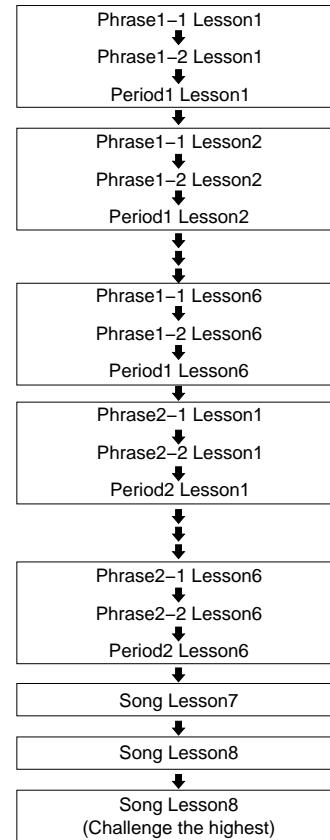 Phrase1−1 Lesson1
Phrase1−2 Lesson1
Period1 Lesson1
Phrase1−1 Lesson2
Phrase1−2 Lesson2
Period1 Lesson2
Phrase1−1 Lesson6
Phrase1−2 Lesson6
Period1 Lesson6
Phrase2−1 Lesson1
Phrase2−2 Lesson1
Period2 Lesson1
Phrase2−1 Lesson6
Phrase2−2 Lesson6
Period2 Lesson6
Song Lesson7
Song Lesson8
Song Lesson8
(Challenge the highest)